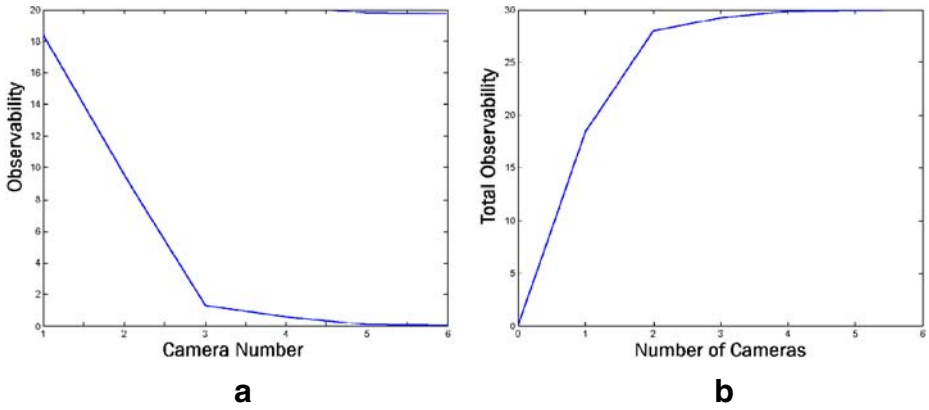 20
18
16
14
12
10
8
6
4
2
0
Observability
1 2 3 4 5 6
Camera Number
a
30
25
20
15
10
5
0
Total Observability
0 1 2 3 4 5 6
Number of Cameras
b